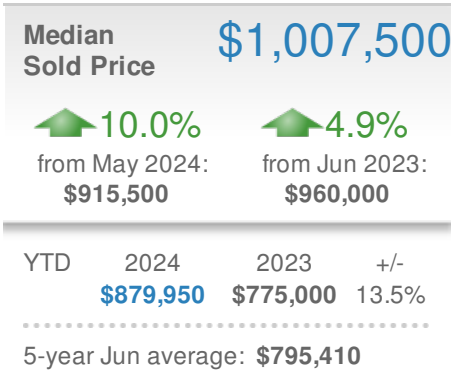 Median $1,007,500
Sold Price
10.0% 4.9%
from May 2024: from Jun 2023:
$915,500 $960,000
YTD 2024 2023 +/-
$879,950 $775,000 13.5%
5-year Jun average: $795,410